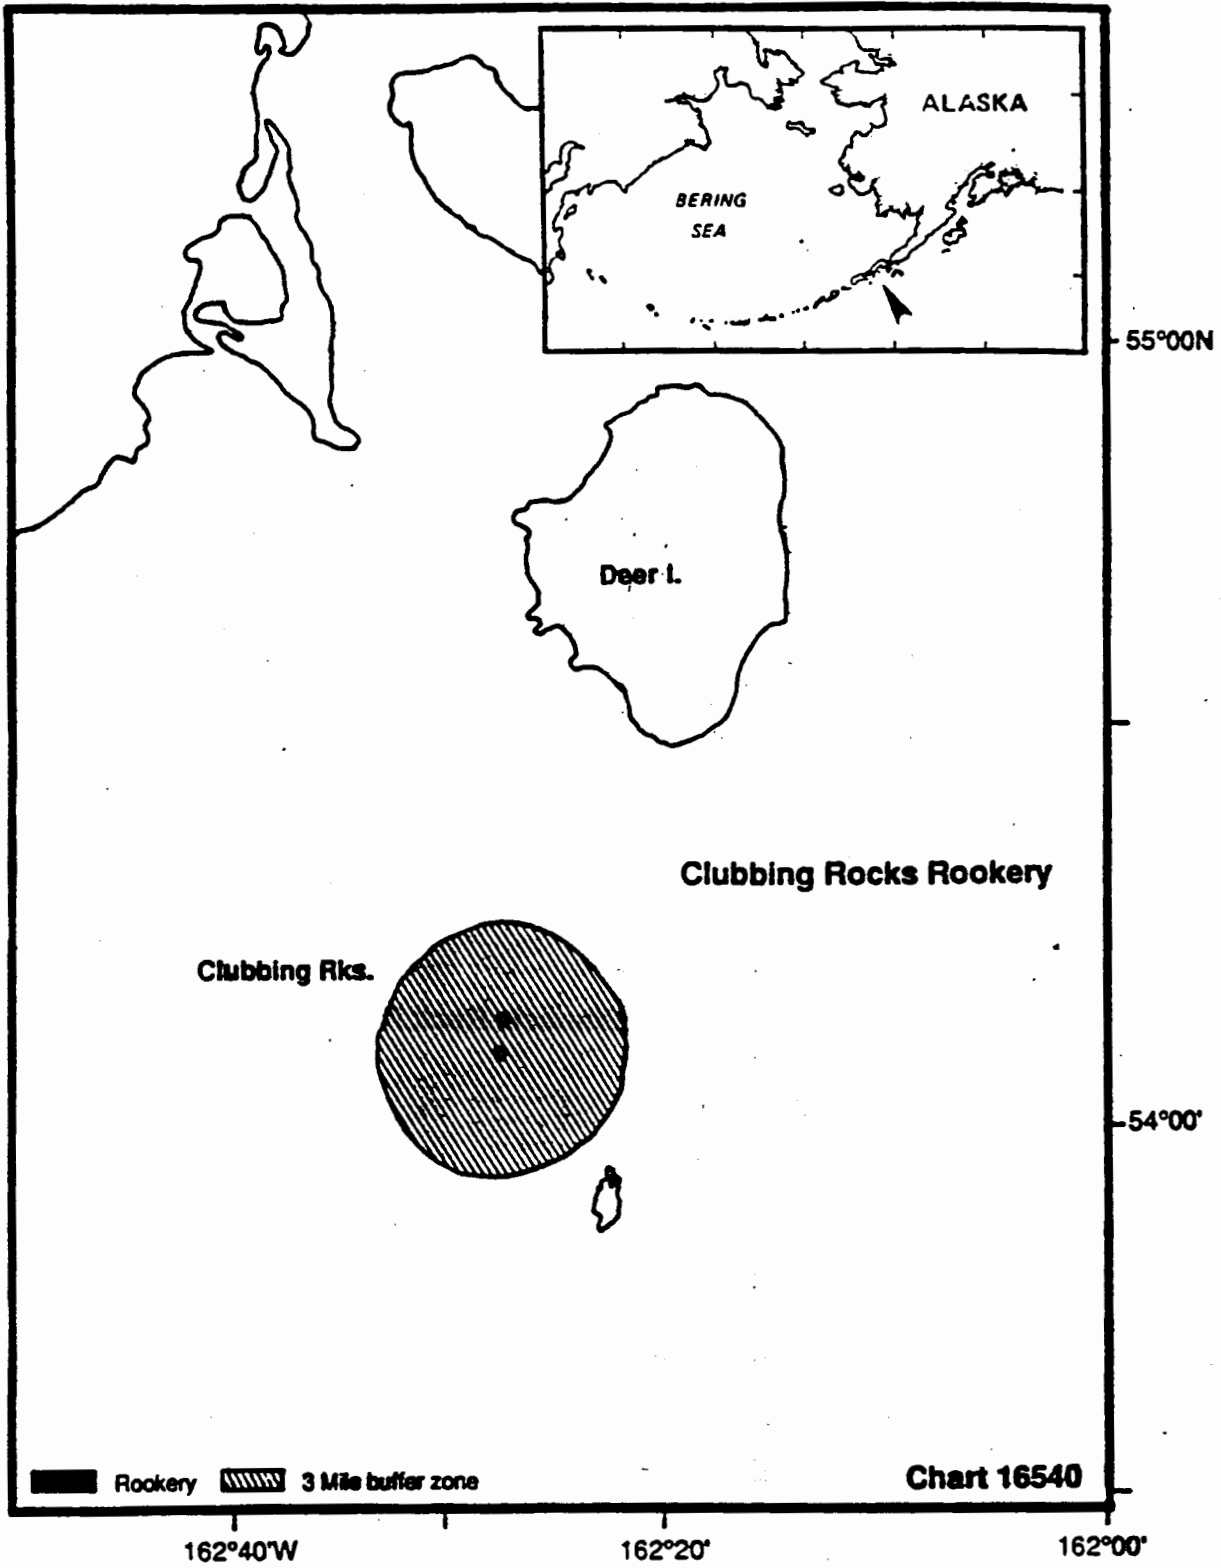 ALASKA
BERING
SEA
55°00N
Deer I.
Clubbing Rocks Rookery
Clubbing Rks.
54°00'
Rookery
3 Mile buffer zone
Chart 16540
162°40'W
162°20'
162°00'